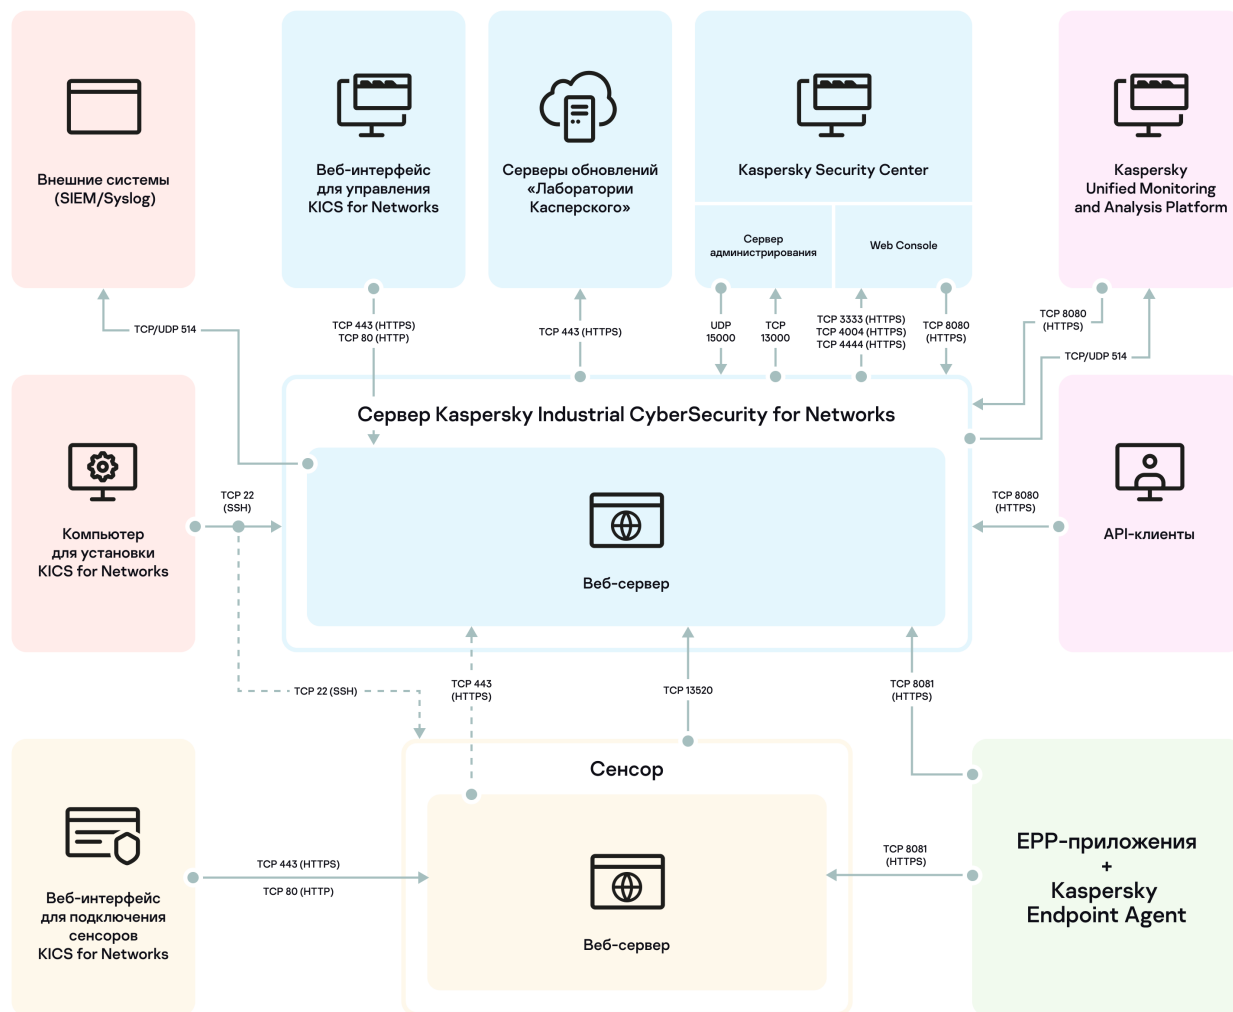 Внешние системы
(SIEM/Syslog)
Веб-интерфейс
для управления
KICS for Networks
Серверы обновлений
«Лаборатории
Касперского»
Kaspersky Security Center
Сервер
администрирования
Web Console
Kaspersky
Unified Monitoring
and Analysis Platform
TCP/UDP 514
TCP 443 (HTTPS)
TCP 80 (HTTP)
TCP 443 (HTTPS)
UDP
15000
TCP
13000
TCP 3333 (HTTPS)
TCP 4004 (HTTPS)
TCP 4444 (HTTPS)
TCP 8080
(HTTPS)
TCP 8080
(HTTPS)
TCP/UDP 514
Сервер Kaspersky Industrial CyberSecurity for Networks
Веб-сервер
Компьютер
для установки
KICS for Networks
TCP 22
(SSH)
TCP 8080
(HTTPS)
API-клиенты
TCP 22 (SSH)
TCP 443
(HTTPS)
TCP 13520
TCP 8081
(HTTPS)
Сенсор
Веб-сервер
Веб-интерфейс
для подключения
сенсоров
KICS for Networks
TCP 443 (HTTPS)
TCP 80 (HTTP)
TCP 8081
(HTTPS)
EPP-приложения
+
Kaspersky
Endpoint Agent